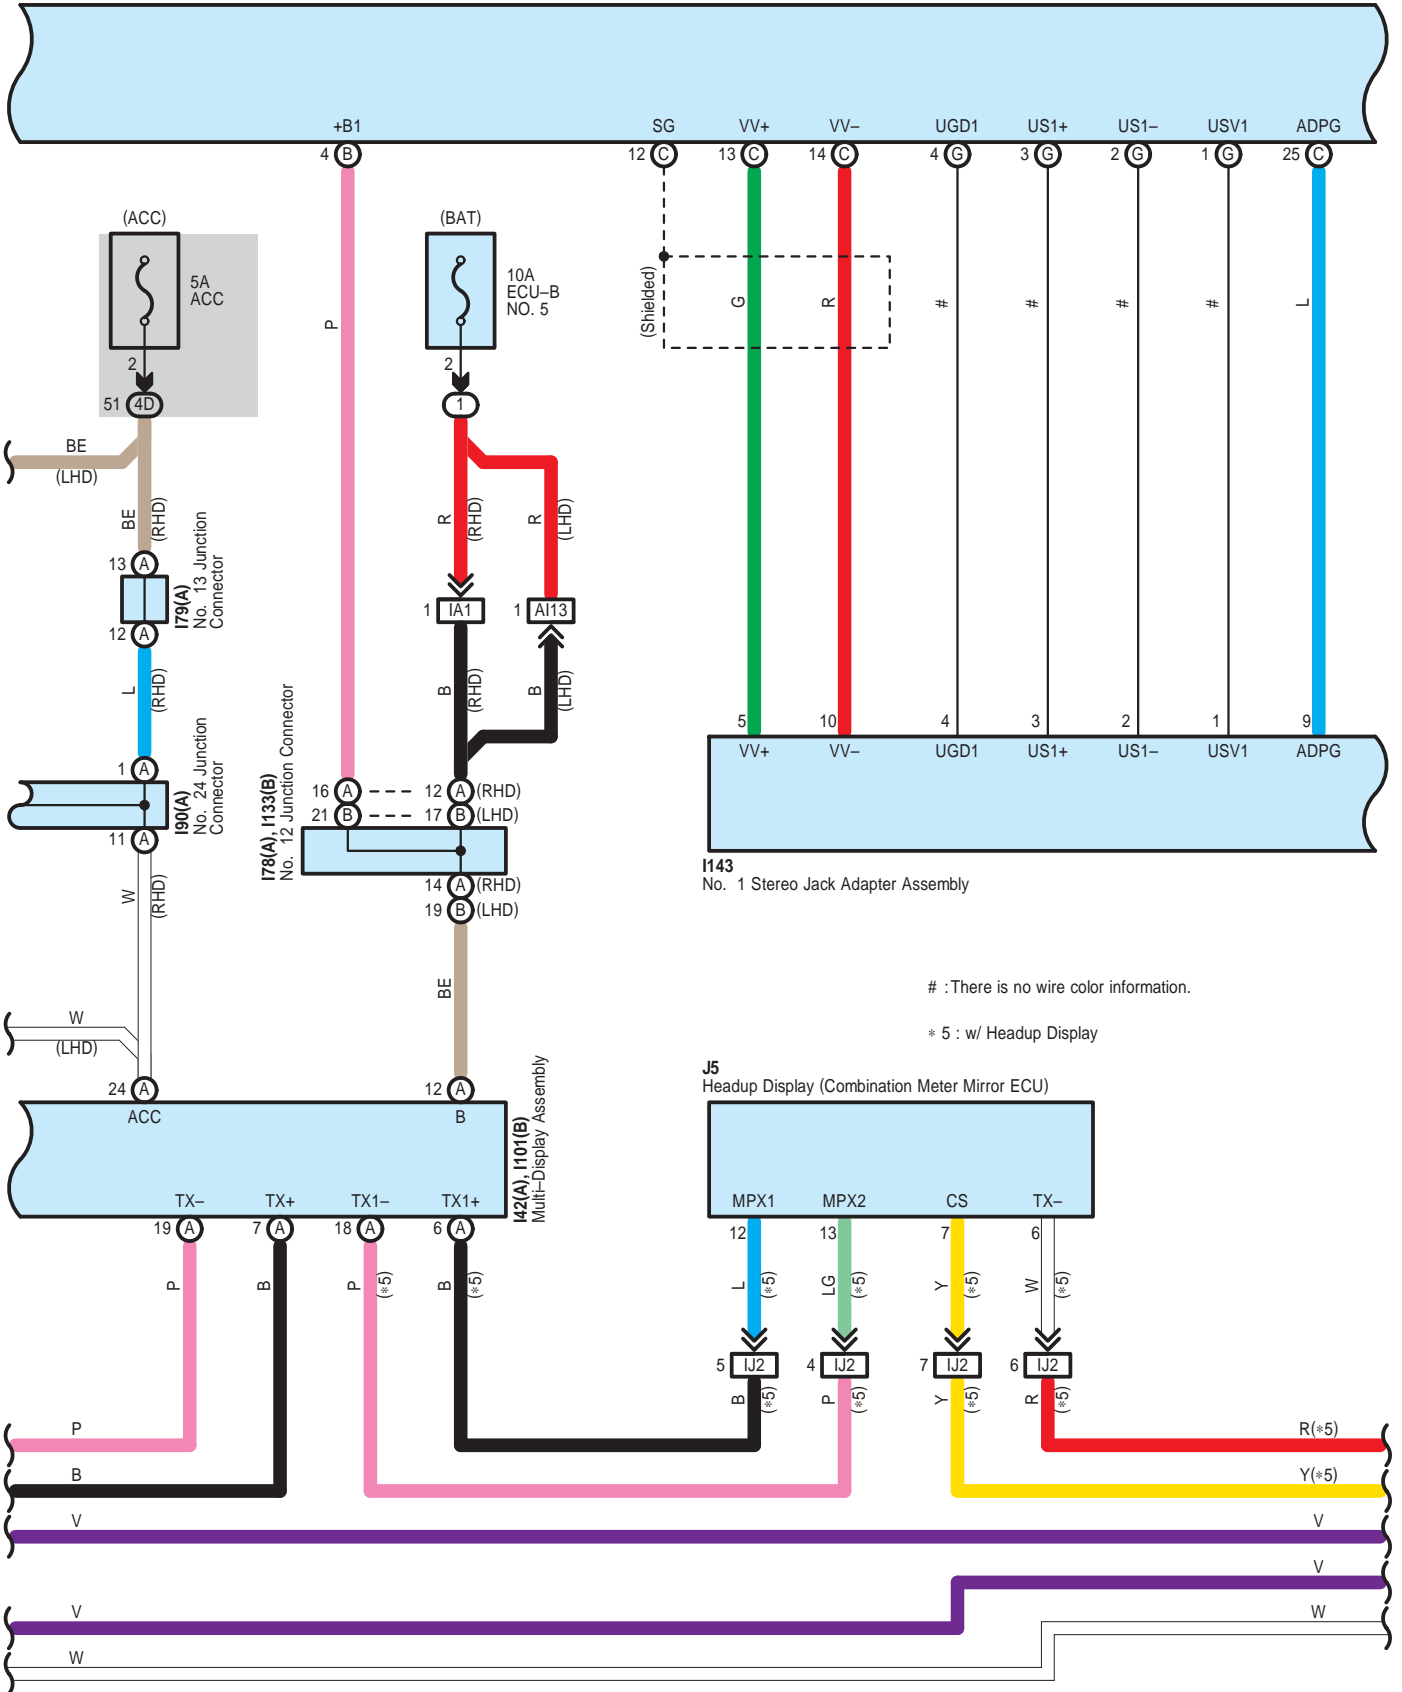 +B1 SG VV+ VV– UGD1 US1+ US1– USV1 ADPG
4 B 12 C 13 C 14 C 4 G 3 G 2 G 1 G 25 C
(ACC) (BAT)
5A
ACC
10A
ECU–B
NO. 5
P
(Shielded)
G R # # # # L
2 2
51 4D 1
BE
(LHD)
BE
(RHD)
R
(RHD)
R
(LHD)
13 A
I79(A)
No. 13 Junction
Connector
12 A
1 IA1 1 AI13
L
(RHD)
B
(RHD)
B
(LHD)
5 10 4 3 2 1 9
VV+ VV– UGD1 US1+ US1– USV1 ADPG
1 A
I90(A)
No. 24 Junction
Connector
11 A
16 A 12 A (RHD)
21 B 17 B (LHD)
I78(A), I133(B)
No. 12 Junction Connector
14 A (RHD)
19 B (LHD)
I143
No. 1 Stereo Jack Adapter Assembly
W
(RHD)
BE
# : There is no wire color information.
∗ 5 : w/ Headup Display
W
(LHD)
24 A 12 A
ACC B
I42(A), I101(B)
Multi–Display Assembly
J5
Headup Display (Combination Meter Mirror ECU)
TX– TX+ TX1– TX1+
19 A 7 A 18 A 6 A
MPX1 MPX2 CS TX–
12 13 7 6
P B P (∗5) B (∗5)
L (∗5) LG (∗5) Y (∗5) W (∗5)
5 IJ2 4 IJ2 7 IJ2 6 IJ2
B (∗5) P (∗5) Y (∗5) R (∗5)
P R(∗5)
B Y(∗5)
V V
V
V W
W